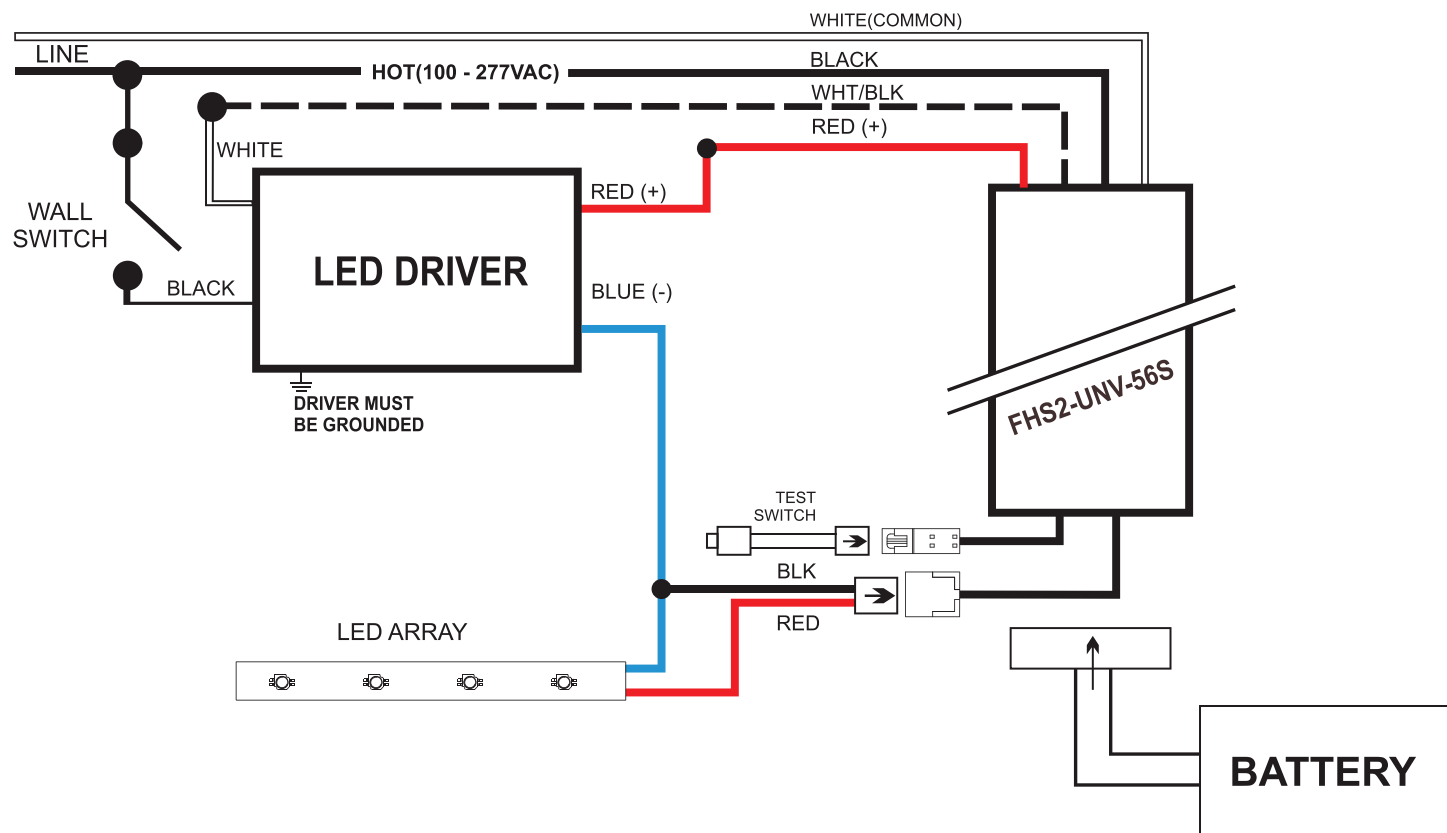 WHITE(COMMON)
LINE
HOT(100 - 277VAC)
BLACK
WHT/BLK
RED (+)
WHITE
RED (+)
WALL
SWITCH
LED DRIVER
BLACK
BLUE (-)
DRIVER MUST
BE GROUNDED
FHS2-UNV-56S
TEST
SWITCH
BLK
RED
LED ARRAY
BATTERY